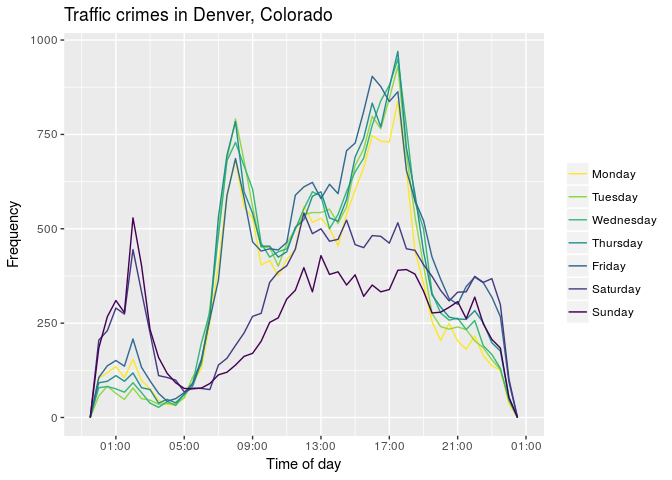 Traffic crimes in Denver, Colorado
1000
750
500
250
0
Frequency
01:00 05:00 09:00 13:00 17:00 21:00 01:00
Time of day
Monday
Tuesday
Wednesday
Thursday
Friday
Saturday
Sunday